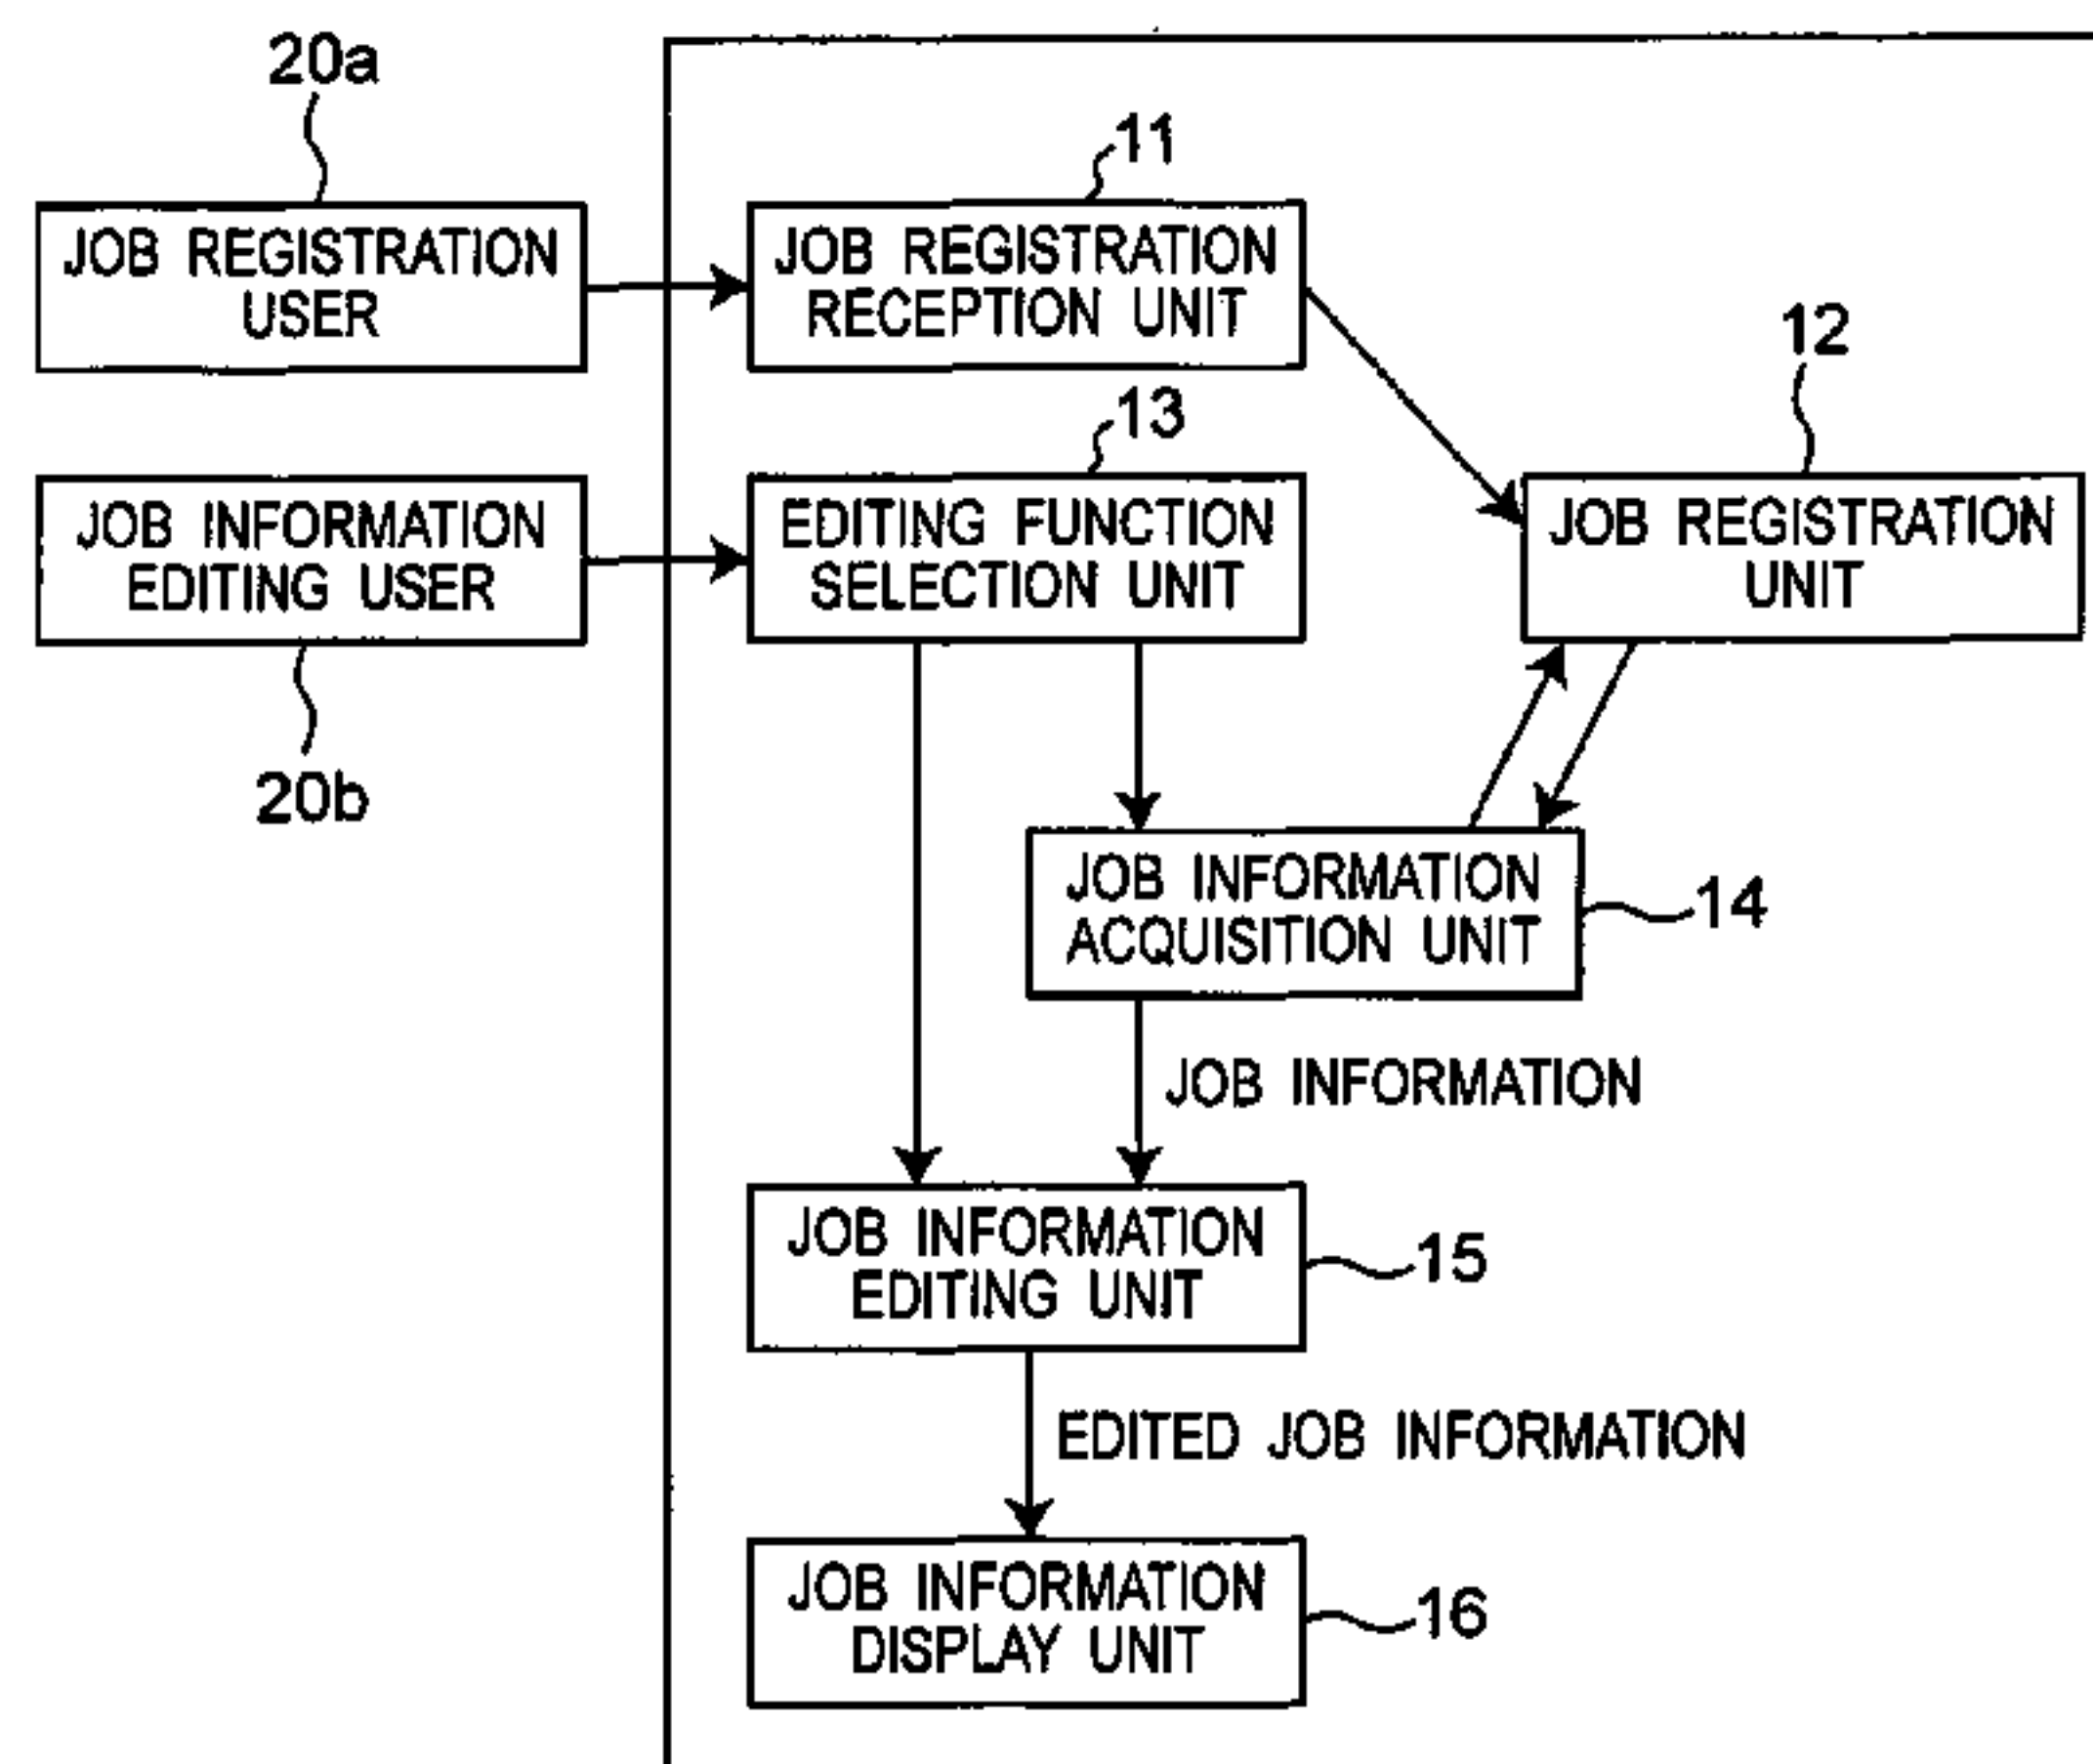 20a
11
JOB REGISTRATION
USER
JOB REGISTRATION
RECEPTION UNIT
12
13
JOB INFORMATION
EDITING USER
EDITING FUNCTION
SELECTION UNIT
JOB REGISTRATION
UNIT
20b
JOB INFORMATION
ACQUISITION UNIT
14
JOB INFORMATION
JOB INFORMATION
EDITING UNIT
15
EDITED JOB INFORMATION
JOB INFORMATION
DISPLAY UNIT
16